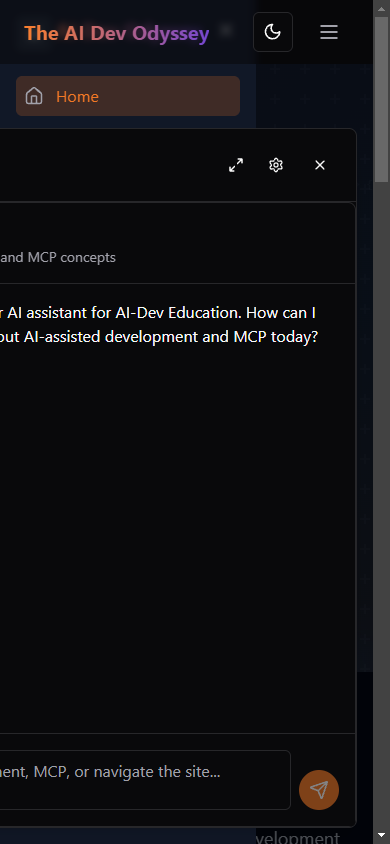 The AI Dev Odyssey
Home
and MCP concepts
r AI assistant for AI-Dev Education. How can I
out AI-assisted development and MCP today?
ent, MCP, or navigate the site...
velopment